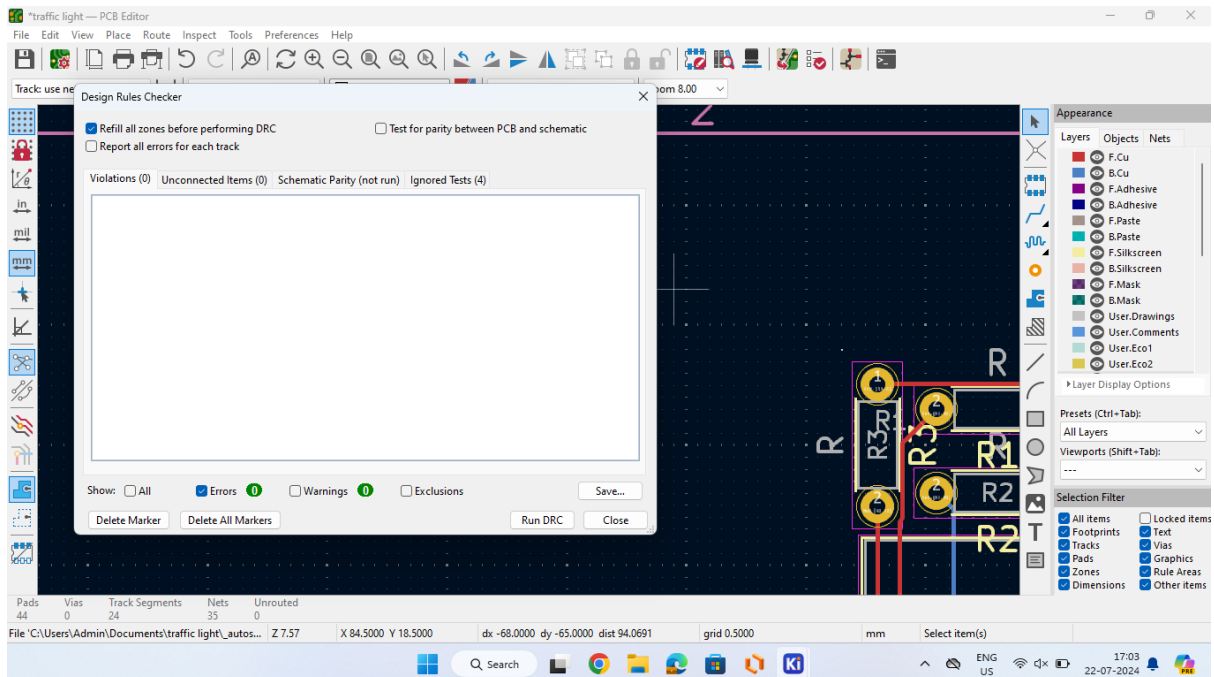 *traffic light — PCB Editor
File Edit View Place Route Inspect Tools Preferences Help
Track: use ne
oom 8.00
Design Rules Checker
Refill all zones before performing DRC
Test for parity between PCB and schematic
Report all errors for each track
Violations (0) Unconnected Items (0) Schematic Parity (not run) Ignored Tests (4)
Show: All Errors 0 Warnings 0 Exclusions Save...
Delete Marker Delete All Markers Run DRC Close
in
mil
mm
Appearance
Layers Objects Nets
F.Cu
B.Cu
F.Adhesive
B.Adhesive
F.Paste
B.Paste
F.Silkscreen
B.Silkscreen
F.Mask
B.Mask
User.Drawings
User.Comments
User.Eco1
User.Eco2
Layer Display Options
Presets (Ctrl+Tab):
All Layers
Viewports (Shift+Tab):
---
Selection Filter
All items Locked items
Footprints Text
Tracks Vias
Pads Graphics
Zones Rule Areas
Dimensions Other items
R
1
2
R
R3
R3
R1
2
2
R2
R2
Pads Vias Track Segments Nets Unrouted
44 0 24 35 0
File 'C:\Users\Admin\Documents\traffic light\_autos... Z 7.57 X 84.5000 Y 18.5000 dx -68.0000 dy -65.0000 dist 94.0691 grid 0.5000 mm Select item(s)
Search
Ki
ENG
US
17:03
22-07-2024
PRE